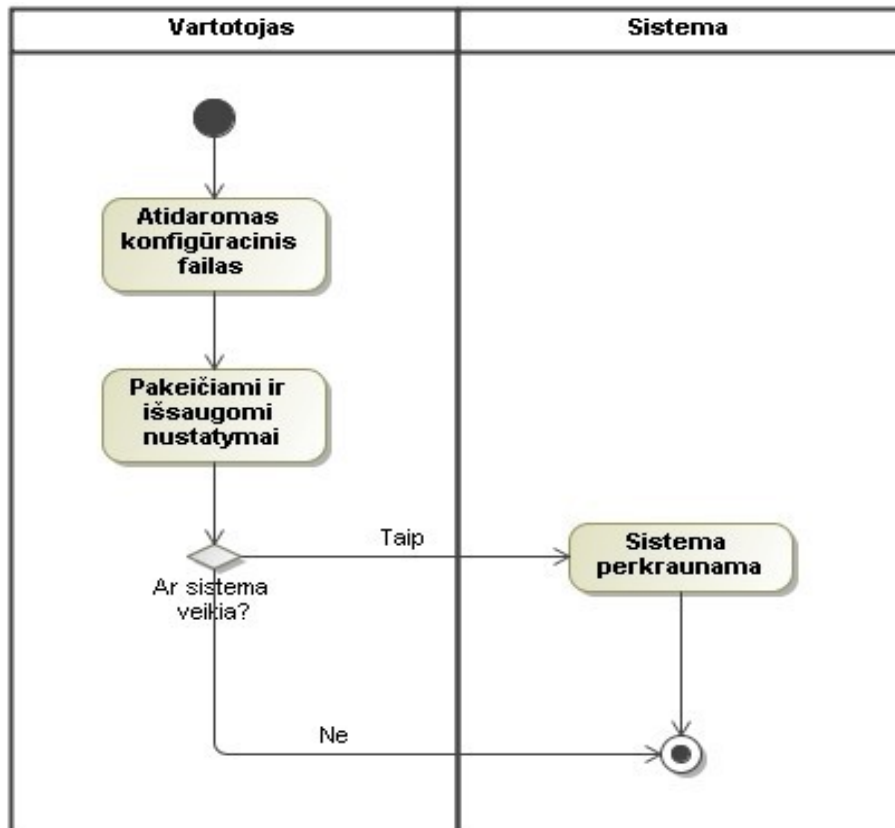 Vartotojas
Sistema
Atidaromas
konfigūracinis
failas
Pakeičiami ir
išsaugomi
nustatymai
Taip
Ar sistema
veikia?
Sistema
perkraunama
Ne